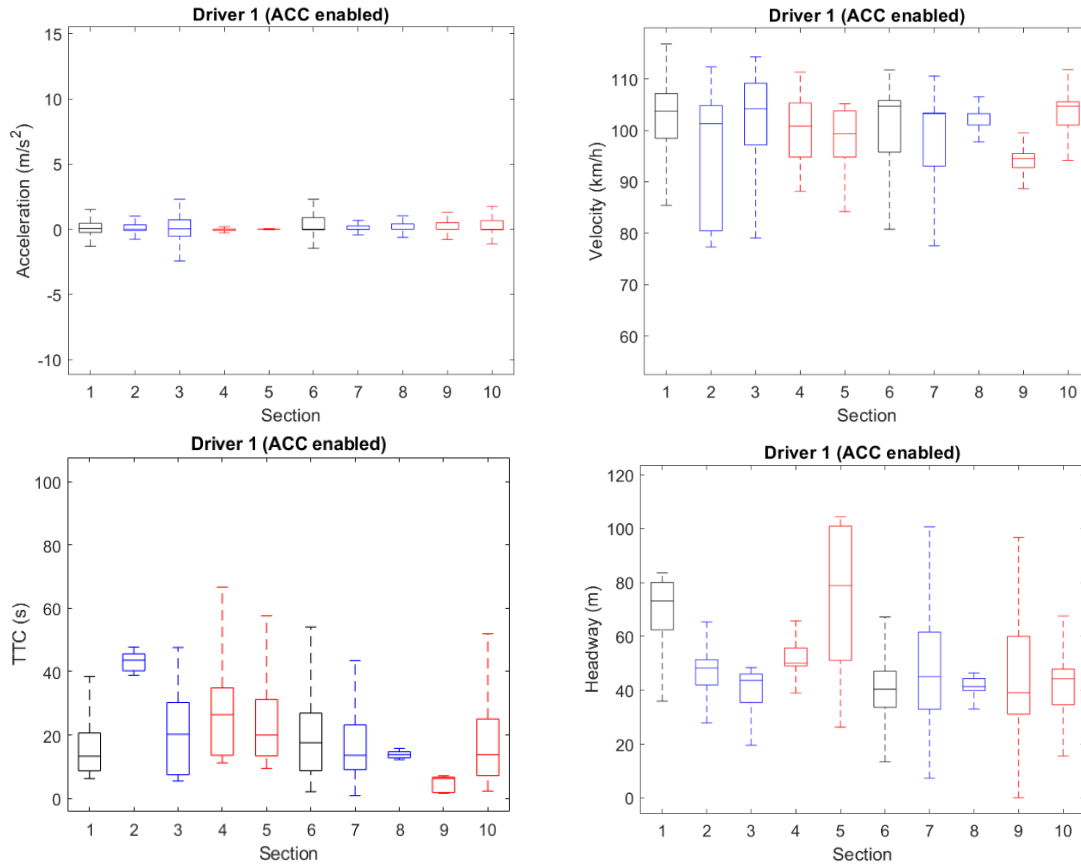 Driver 1 (ACC enabled)
15
10
5
0
-5
-10
Acceleration (m/s²)
1 2 3 4 5 6 7 8 9 10
Section
Driver 1 (ACC enabled)
110
100
90
80
70
60
Velocity (km/h)
1 2 3 4 5 6 7 8 9 10
Section
Driver 1 (ACC enabled)
100
80
60
40
20
0
TTC (s)
1 2 3 4 5 6 7 8 9 10
Section
Driver 1 (ACC enabled)
120
100
80
60
40
20
0
Headway (m)
1 2 3 4 5 6 7 8 9 10
Section